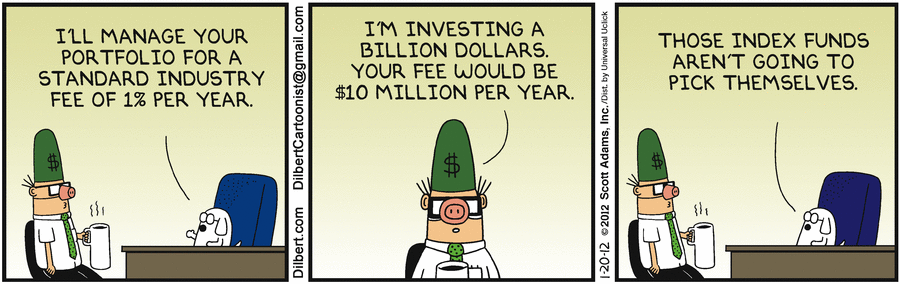 I'LL MANAGE YOUR
PORTFOLIO FOR A
STANDARD INDUSTRY
FEE OF 1% PER YEAR.
$
Dilbert.com DilbertCartoonist@gmail.com
I'M INVESTING A
BILLION DOLLARS.
YOUR FEE WOULD BE
$10 MILLION PER YEAR.
$
1-20-12 ©2012 Scott Adams, Inc. /Dist. by Universal Uclick
THOSE INDEX FUNDS
AREN'T GOING TO
PICK THEMSELVES.
$